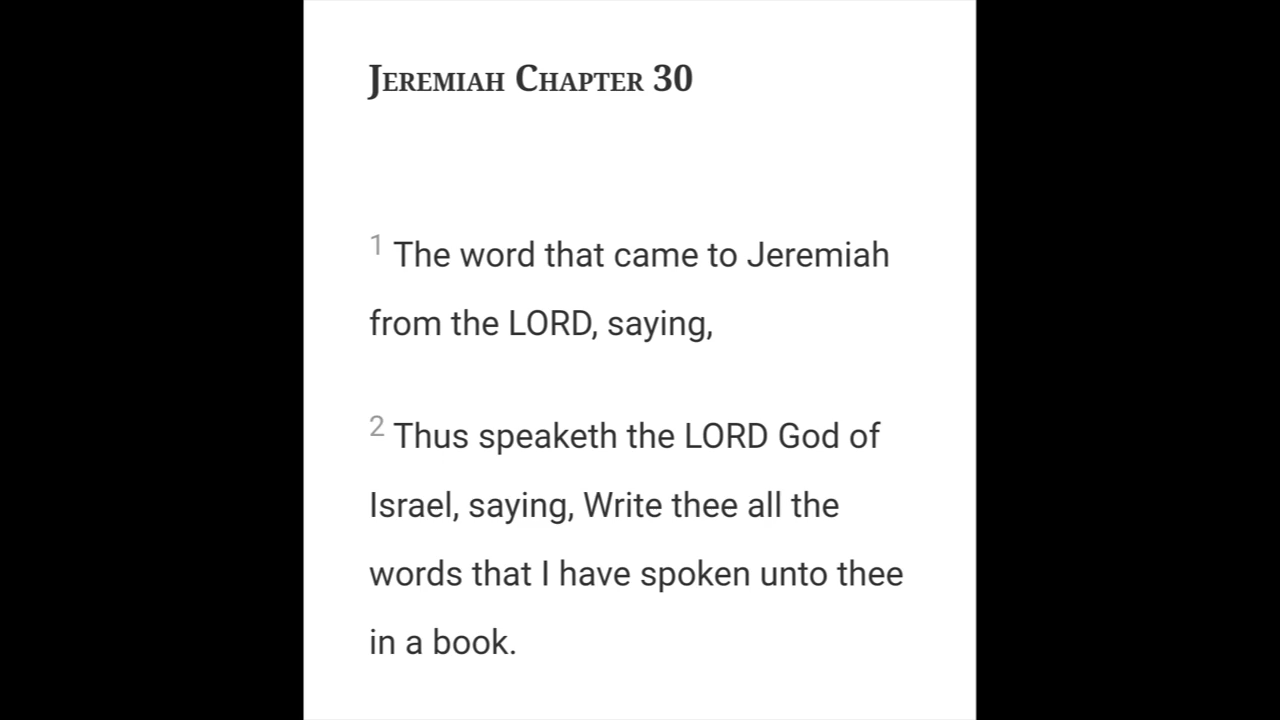 Jeremiah Chapter 30
1 The word that came to Jeremiah
from the LORD, saying,
2 Thus speaketh the LORD God of
Israel, saying, Write thee all the
words that I have spoken unto thee
in a book.